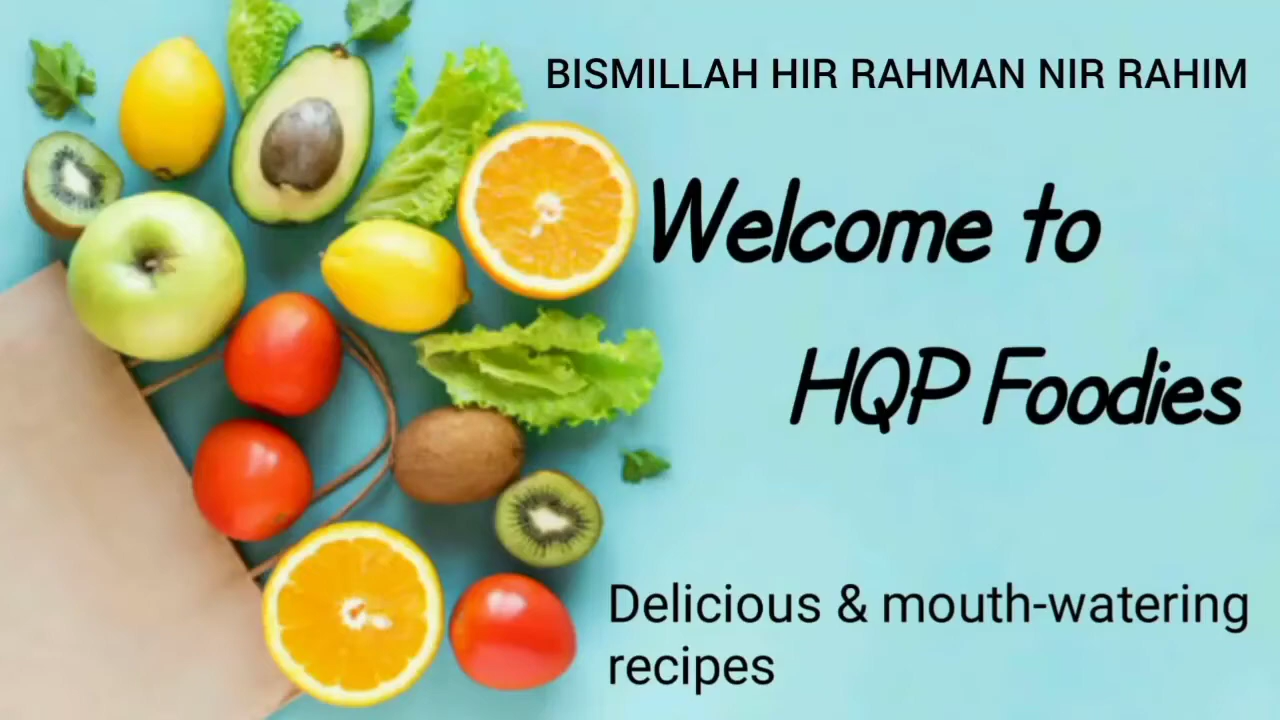 BISMILLAH HIR RAHMAN NIR RAHIM
Welcome to
HQP Foodies
Delicious & mouth-watering
recipes